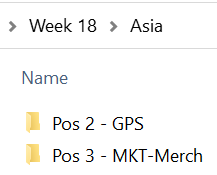 > Week 18 > Asia
Name
Pos 2 - GPS
Pos 3 - MKT-Merch